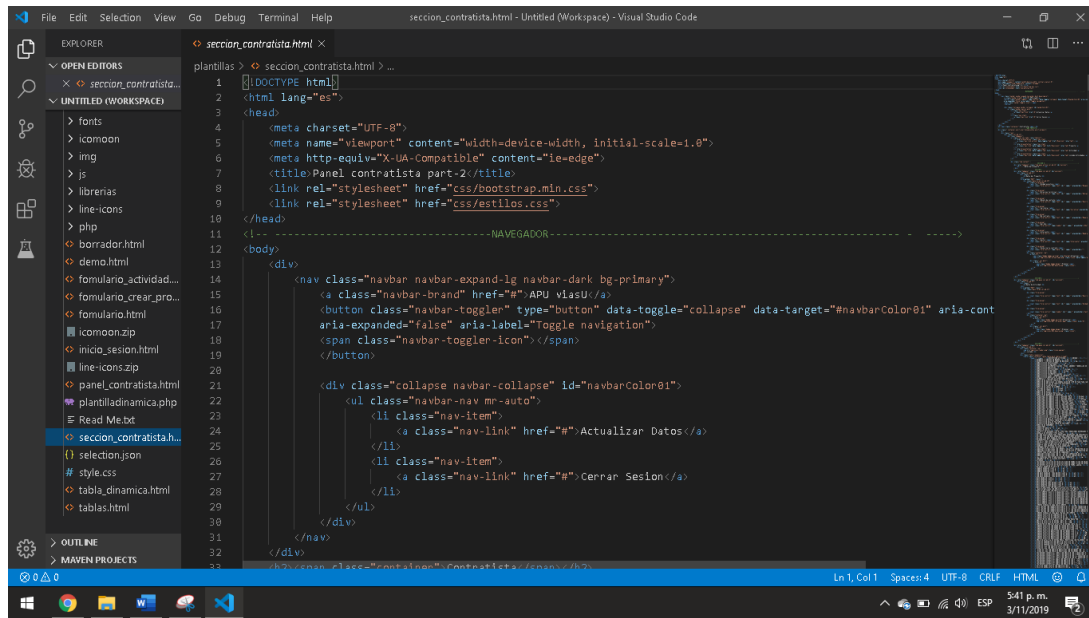 File Edit Selection View Go Debug Terminal Help seccion_contratista.html - Untitled (Workspace) - Visual Studio Code
EXPLORER
OPEN EDITORS
seccion_contratista...
UNTITLED (WORKSPACE)
fonts
icomoon
img
js
librerias
line-icons
php
borrador.html
demo.html
fomulario_actividad....
fomulario_crear_pro...
fomulario.html
icomoon.zip
inicio_sesion.html
line-icons.zip
panel_contratista.html
plantilladinamica.php
Read Me.txt
seccion_contratista.h...
selection.json
style.css
tabla_dinamica.html
tablas.html
OUTLINE
MAVEN PROJECTS
seccion_contratista.html
plantillas > seccion_contratista.html > ...
1 <!DOCTYPE html>
2 <html lang="es">
3 <head>
4 <meta charset="UTF-8">
5 <meta name="viewport" content="width=device-width, initial-scale=1.0">
6 <meta http-equiv="X-UA-Compatible" content="ie=edge">
7 <title>Panel contratista part-2</title>
8 <link rel="stylesheet" href="css/bootstrap.min.css">
9 <link rel="stylesheet" href="css/estilos.css">
10 </head>
11 <!-- ----------------------------------NAVEGADOR------------------------------------------------------ - ----->
12 <body>
13 <div>
14 <nav class="navbar navbar-expand-lg navbar-dark bg-primary">
15 <a class="navbar-brand" href="#">APU viasU</a>
16 <button class="navbar-toggler" type="button" data-toggle="collapse" data-target="#navbarColor01" aria-cont
17 aria-expanded="false" aria-label="Toggle navigation">
18 <span class="navbar-toggler-icon"></span>
19 </button>
20
21 <div class="collapse navbar-collapse" id="navbarColor01">
22 <ul class="navbar-nav mr-auto">
23 <li class="nav-item">
24 <a class="nav-link" href="#">Actualizar Datos</a>
25 </li>
26 <li class="nav-item">
27 <a class="nav-link" href="#">Cerrar Sesion</a>
28 </li>
29 </ul>
30 </div>
31 </nav>
32 </div>
33 <h2><span class="container">Contratista</span></h2>
0 0 Ln 1, Col 1 Spaces: 4 UTF-8 CRLF HTML
ESP 5:41 p. m.
3/11/2019 2